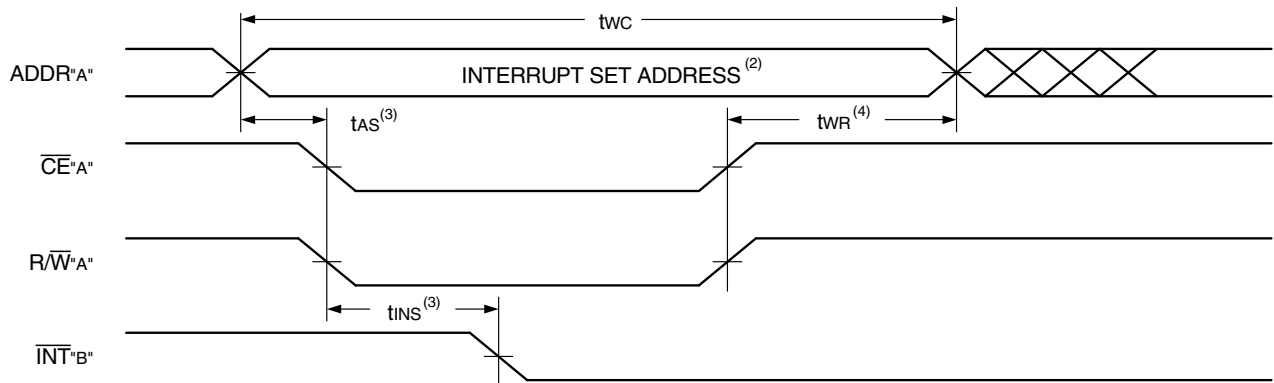 tWC
ADDR"A"
INTERRUPT SET ADDRESS(2)
tAS(3)
tWR(4)
CE"A"
R/W"A"
tINS(3)
INT"B"